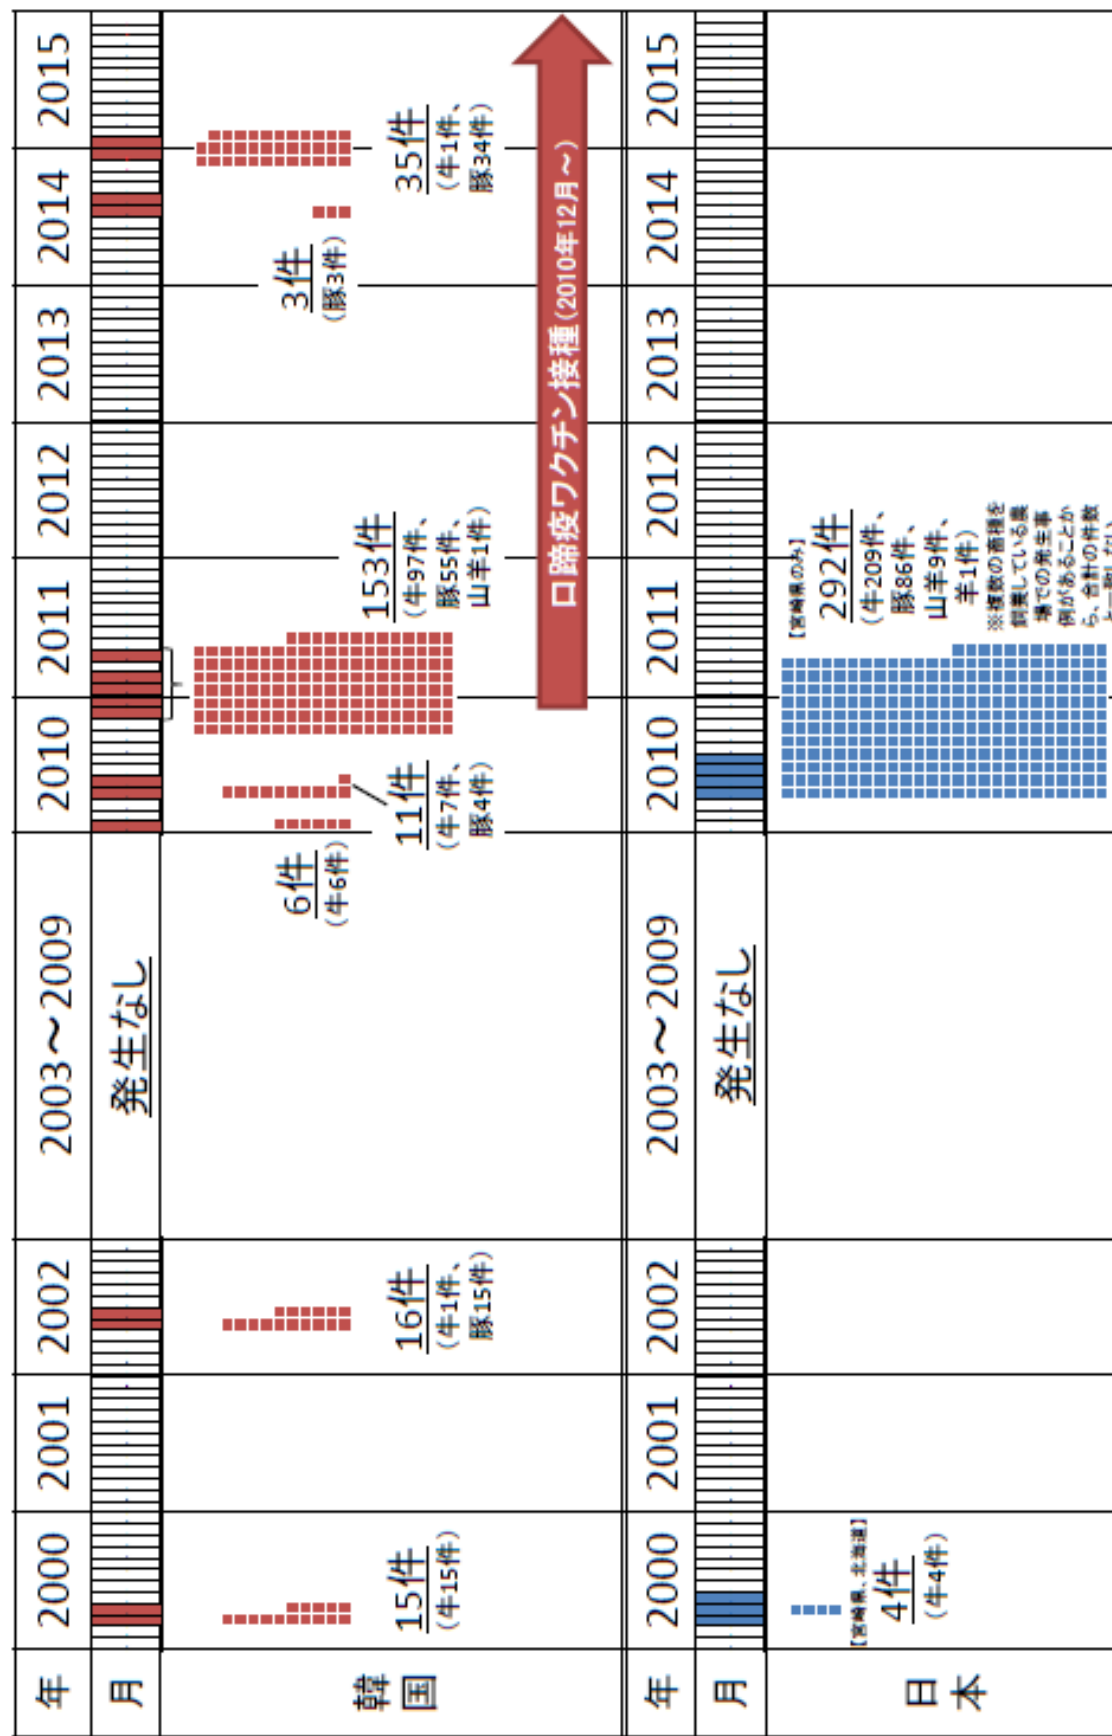 年 2000 2001 2002 2003～2009 2010 2011 2012 2013 2014 2015
月 発生なし
韓国
15件
(牛15件)
16件
(牛1件、
豚15件)
6件
(牛6件)
11件
(牛7件、
豚4件)
153件
(牛97件、
豚55件、
山羊1件)
3件
(豚3件)
35件
(牛1件、
豚34件)
口蹄疫ワクチン接種(2010年12月～)
年 2000 2001 2002 2003～2009 2010 2011 2012 2013 2014 2015
月 発生なし
日本
【宮崎県、北海道】
4件
(牛4件)
【宮崎県のみ】
292件
(牛209件、
豚86件、
山羊9件、
羊1件)
※複数の畜種を
飼養している農
場での発生事
例があることか
ら、合計の件数